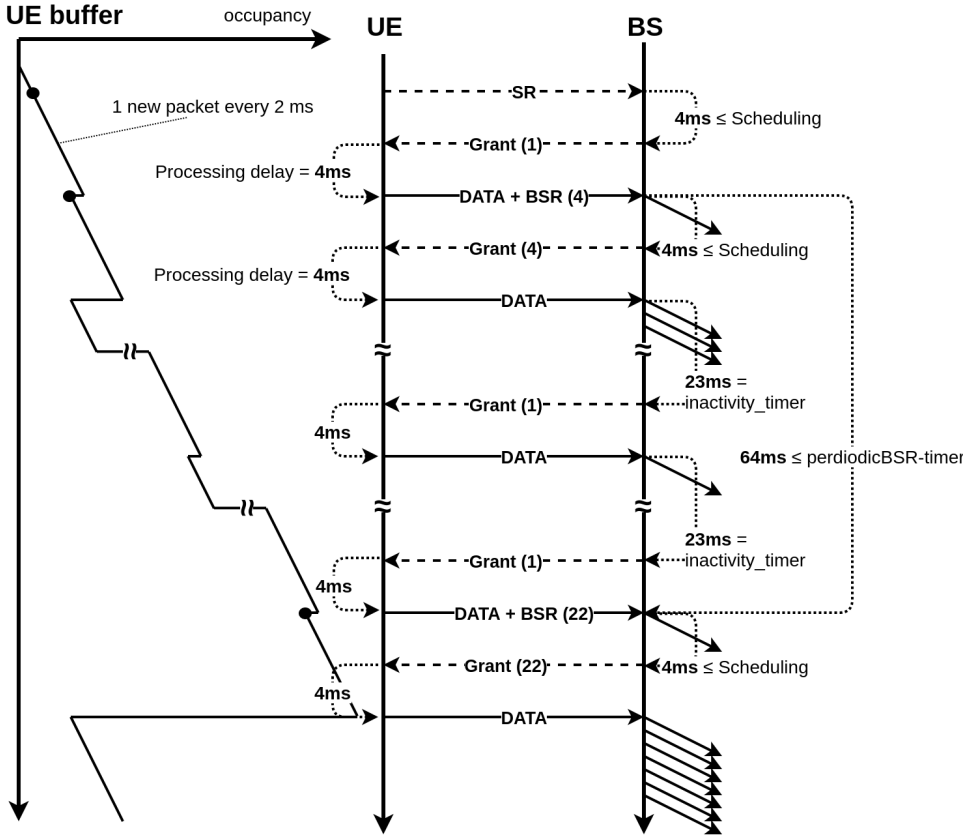 UE buffer
occupancy
UE
BS
SR
1 new packet every 2 ms
4ms ≤ Scheduling
Grant (1)
Processing delay = 4ms
DATA + BSR (4)
Grant (4)
4ms ≤ Scheduling
Processing delay = 4ms
DATA
≈
≈
≈
23ms =
inactivity_timer
Grant (1)
4ms
DATA
64ms ≤ perdiodicBSR-timer
≈
≈
≈
23ms =
inactivity_timer
Grant (1)
4ms
DATA + BSR (22)
Grant (22)
4ms ≤ Scheduling
4ms
DATA